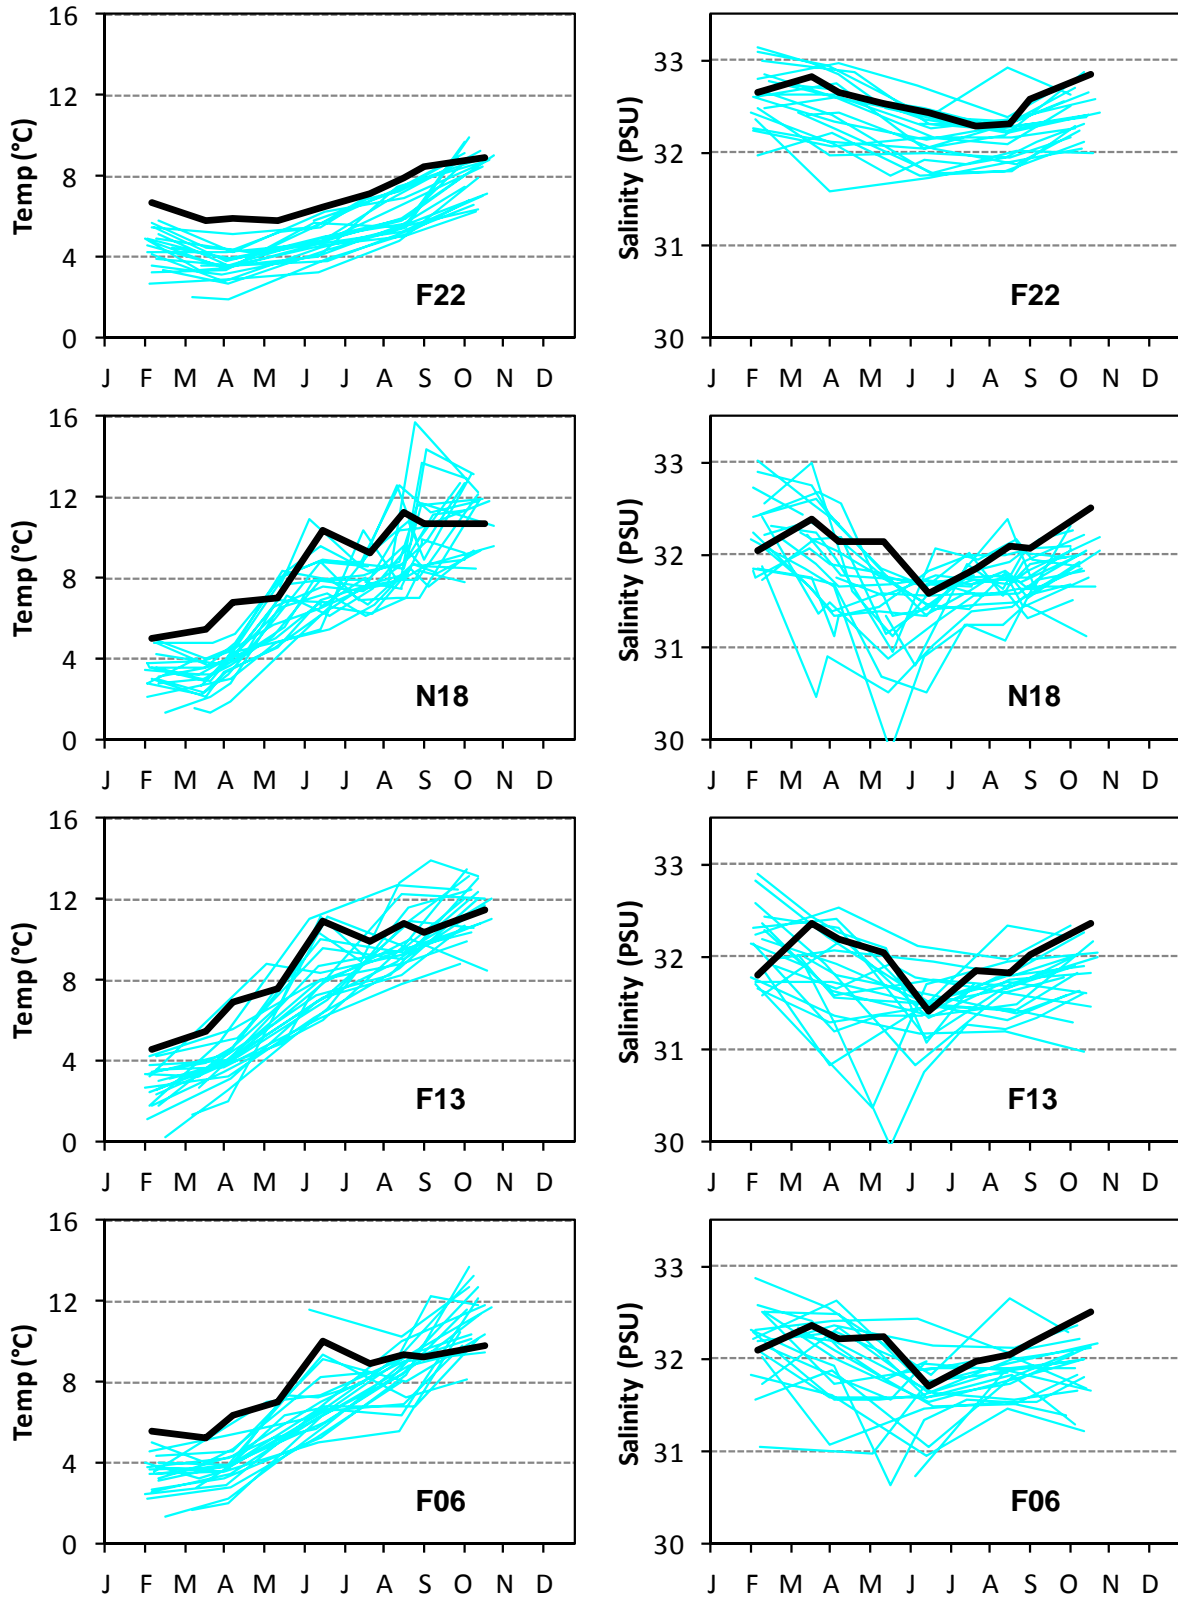 16
12
8
4
0
Temp (°C)
F22
J F M A M J J A S O N D
33
32
31
30
Salinity (PSU)
F22
J F M A M J J A S O N D
16
12
8
4
0
Temp (°C)
N18
J F M A M J J A S O N D
33
32
31
30
Salinity (PSU)
N18
J F M A M J J A S O N D
16
12
8
4
0
Temp (°C)
F13
J F M A M J J A S O N D
33
32
31
30
Salinity (PSU)
F13
J F M A M J J A S O N D
16
12
8
4
0
Temp (°C)
F06
J F M A M J J A S O N D
33
32
31
30
Salinity (PSU)
F06
J F M A M J J A S O N D